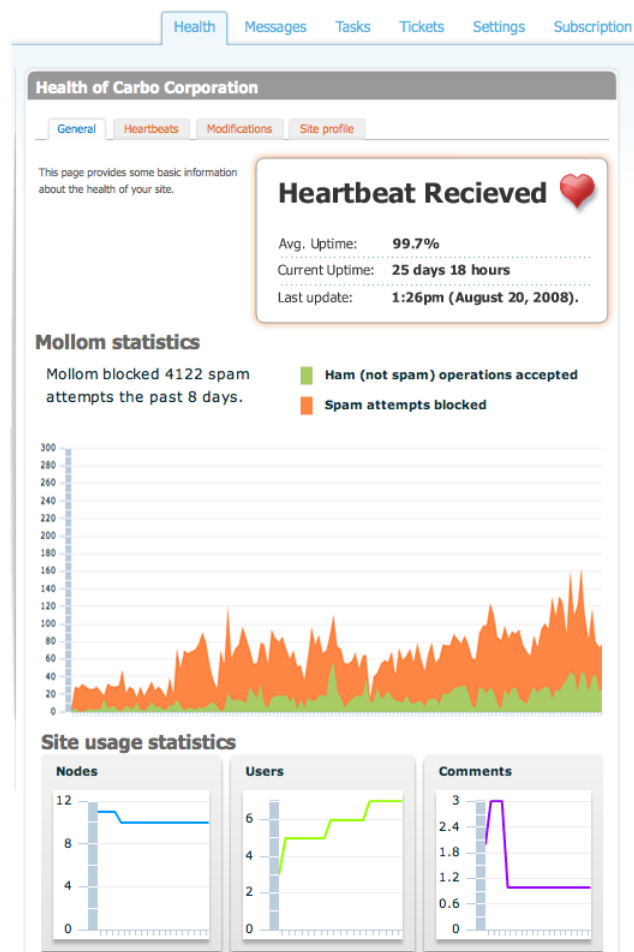 Health Messages Tasks Tickets Settings Subscription
Health of Carbo Corporation
General Heartbeats Modifications Site profile
This page provides some basic information
about the health of your site.
Heartbeat Recieved
Avg. Uptime: 99.7%
Current Uptime: 25 days 18 hours
Last update: 1:26pm (August 20, 2008).
Mollom statistics
Mollom blocked 4122 spam
attempts the past 8 days.
Ham (not spam) operations accepted
Spam attempts blocked
300
280
260
240
220
200
180
160
140
120
100
80
60
40
20
0
Site usage statistics
Nodes
12
8
4
0
Users
6
4
2
0
Comments
3
2.4
1.8
1.2
0.6
0